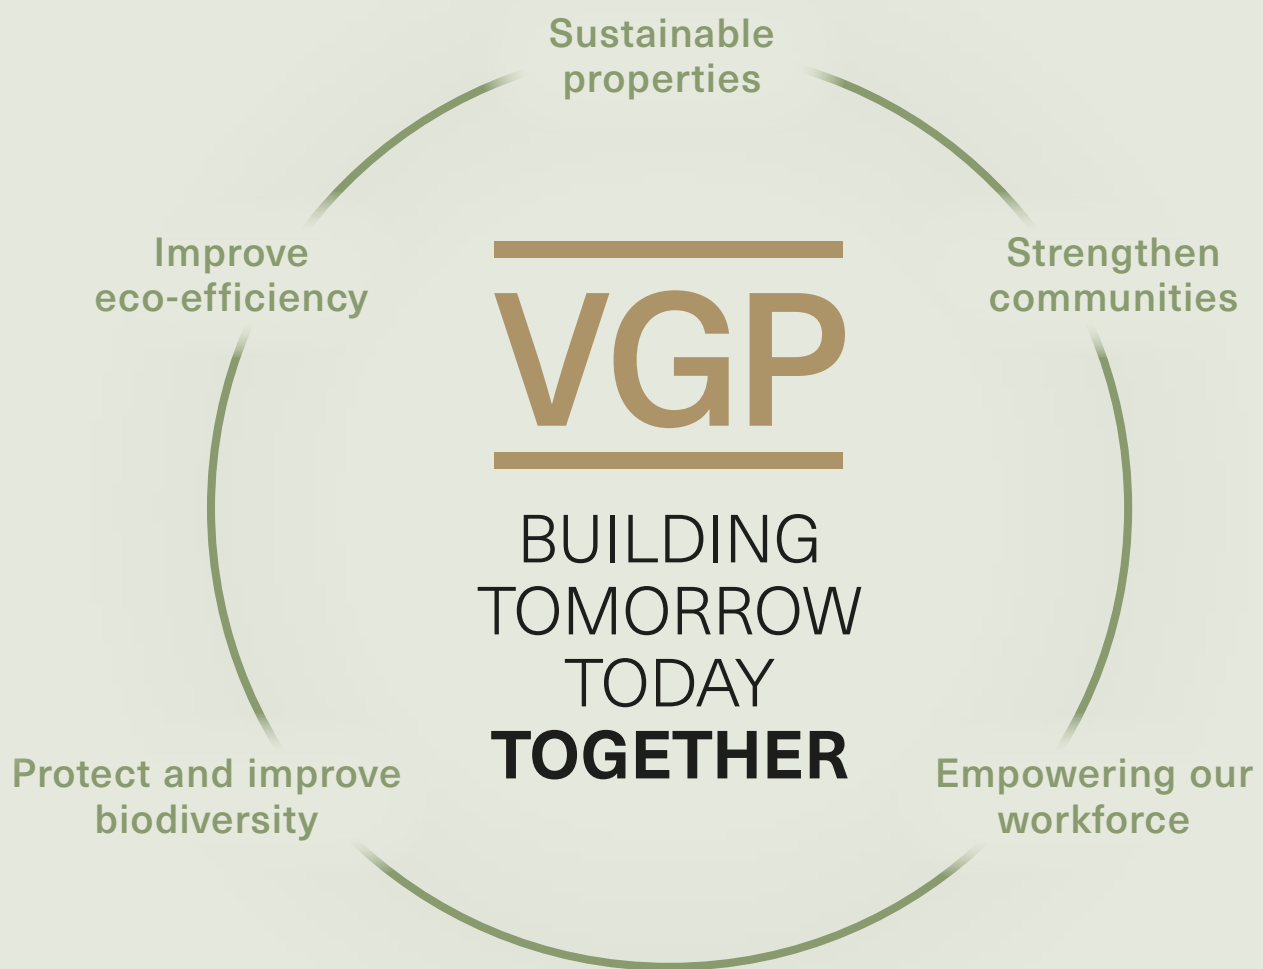 Sustainable
properties
Improve
eco-efficiency
Strengthen
communities
VGP
BUILDING
TOMORROW
TODAY
TOGETHER
Protect and improve
biodiversity
Empowering our
workforce